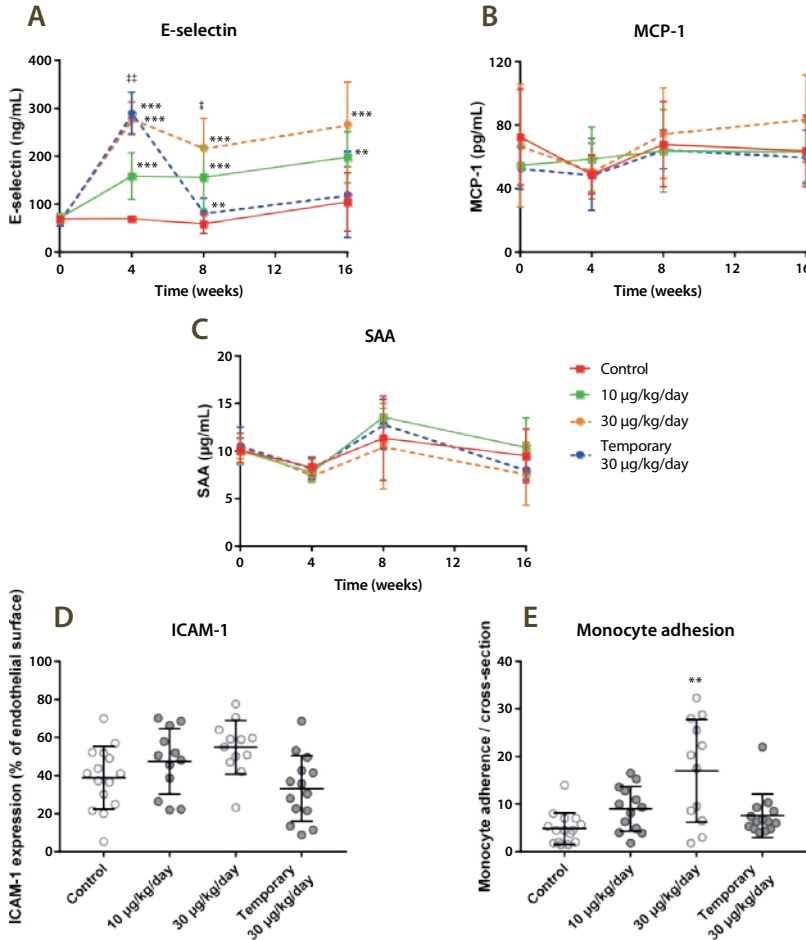 A
E-selectin
E-selectin (ng/mL)
400
300
200
100
0
‡‡
***
***
***
‡
***
***
**
***
**
0
4
8
12
16
Time (weeks)
B
MCP-1
MCP-1 (pg/mL)
120
80
40
0
0
4
8
12
16
Time (weeks)
C
SAA
SAA (µg/mL)
20
15
10
5
0
0
4
8
12
16
Time (weeks)
Control
10 µg/kg/day
30 µg/kg/day
Temporary
30 µg/kg/day
D
ICAM-1
ICAM-1 expression (% of endothelial surface)
100
80
60
40
20
0
Control
10 µg/kg/day
30 µg/kg/day
Temporary
30 µg/kg/day
E
Monocyte adhesion
Monocyte adherence / cross-section
40
30
20
10
0
**
Control
10 µg/kg/day
30 µg/kg/day
Temporary
30 µg/kg/day